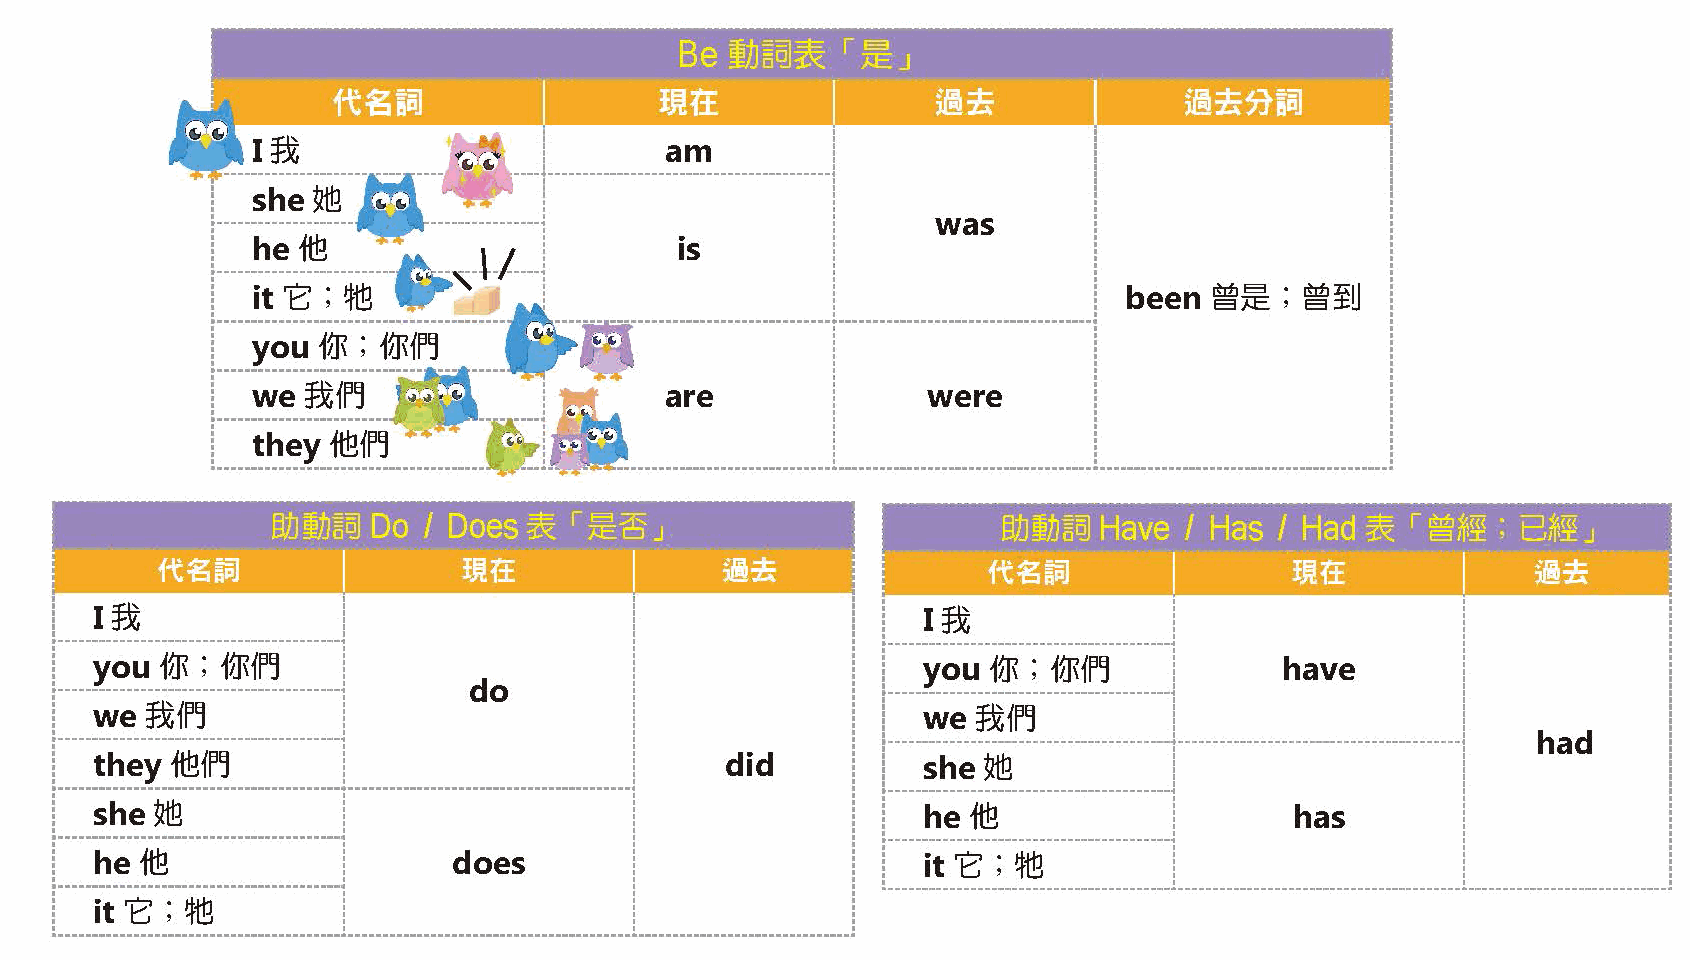 Be 動詞表「是」
代名詞 現在 過去 過去分詞
I 我 am
she 她
was
he 他 is
it 它；牠 been 曾是；曾到
you 你；你們
we 我們 are were
they 他們
助動詞 Do / Does 表「是否」
代名詞 現在 過去
I 我
you 你；你們
do
we 我們
they 他們 did
she 她
he 他 does
it 它；牠
助動詞 Have / Has / Had 表「曾經；已經」
代名詞 現在 過去
I 我
you 你；你們 have
we 我們
had
she 她
he 他 has
it 它；牠